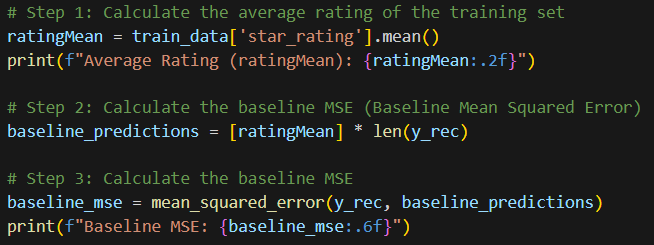 # Step 1: Calculate the average rating of the training set
ratingMean = train_data['star_rating'].mean()
print(f"Average Rating (ratingMean): {ratingMean:.2f}")
# Step 2: Calculate the baseline MSE (Baseline Mean Squared Error)
baseline_predictions = [ratingMean] * len(y_rec)
# Step 3: Calculate the baseline MSE
baseline_mse = mean_squared_error(y_rec, baseline_predictions)
print(f"Baseline MSE: {baseline_mse:.6f}")